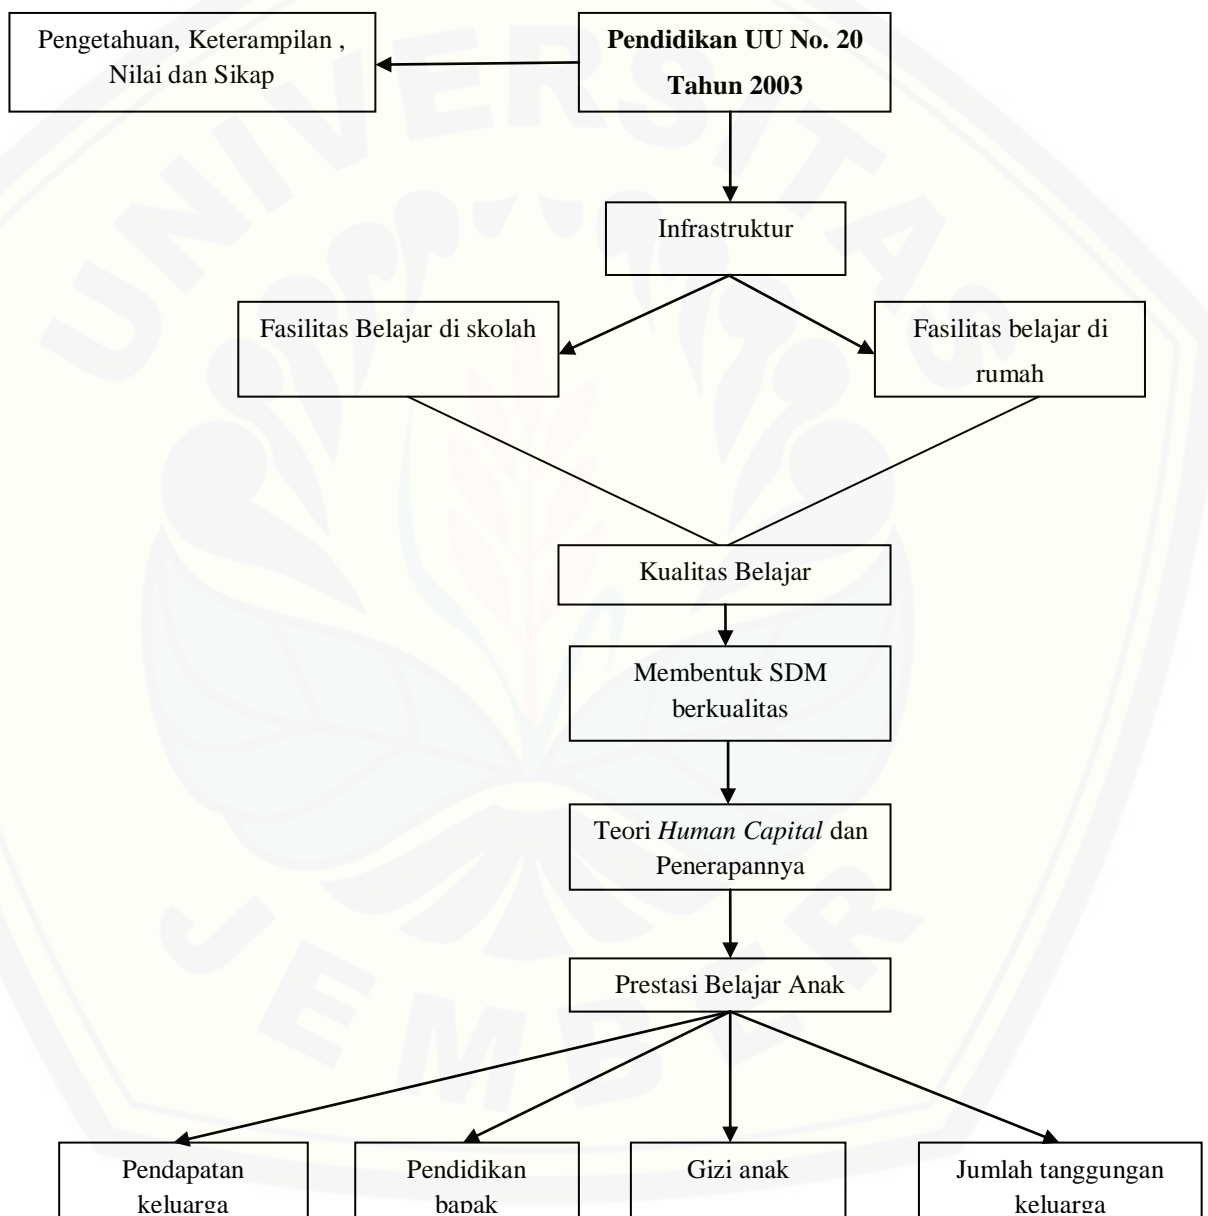 Pengetahuan, Keterampilan ,
Nilai dan Sikap
Pendidikan UU No. 20
Tahun 2003
Infrastruktur
Fasilitas Belajar di skolah
Fasilitas belajar di
rumah
Kualitas Belajar
Membentuk SDM
berkualitas
Teori Human Capital dan
Penerapannya
Prestasi Belajar Anak
Pendapatan
keluarga
Pendidikan
bapak
Gizi anak
Jumlah tanggungan
keluarga
UNIVERSITAS
JEMBER